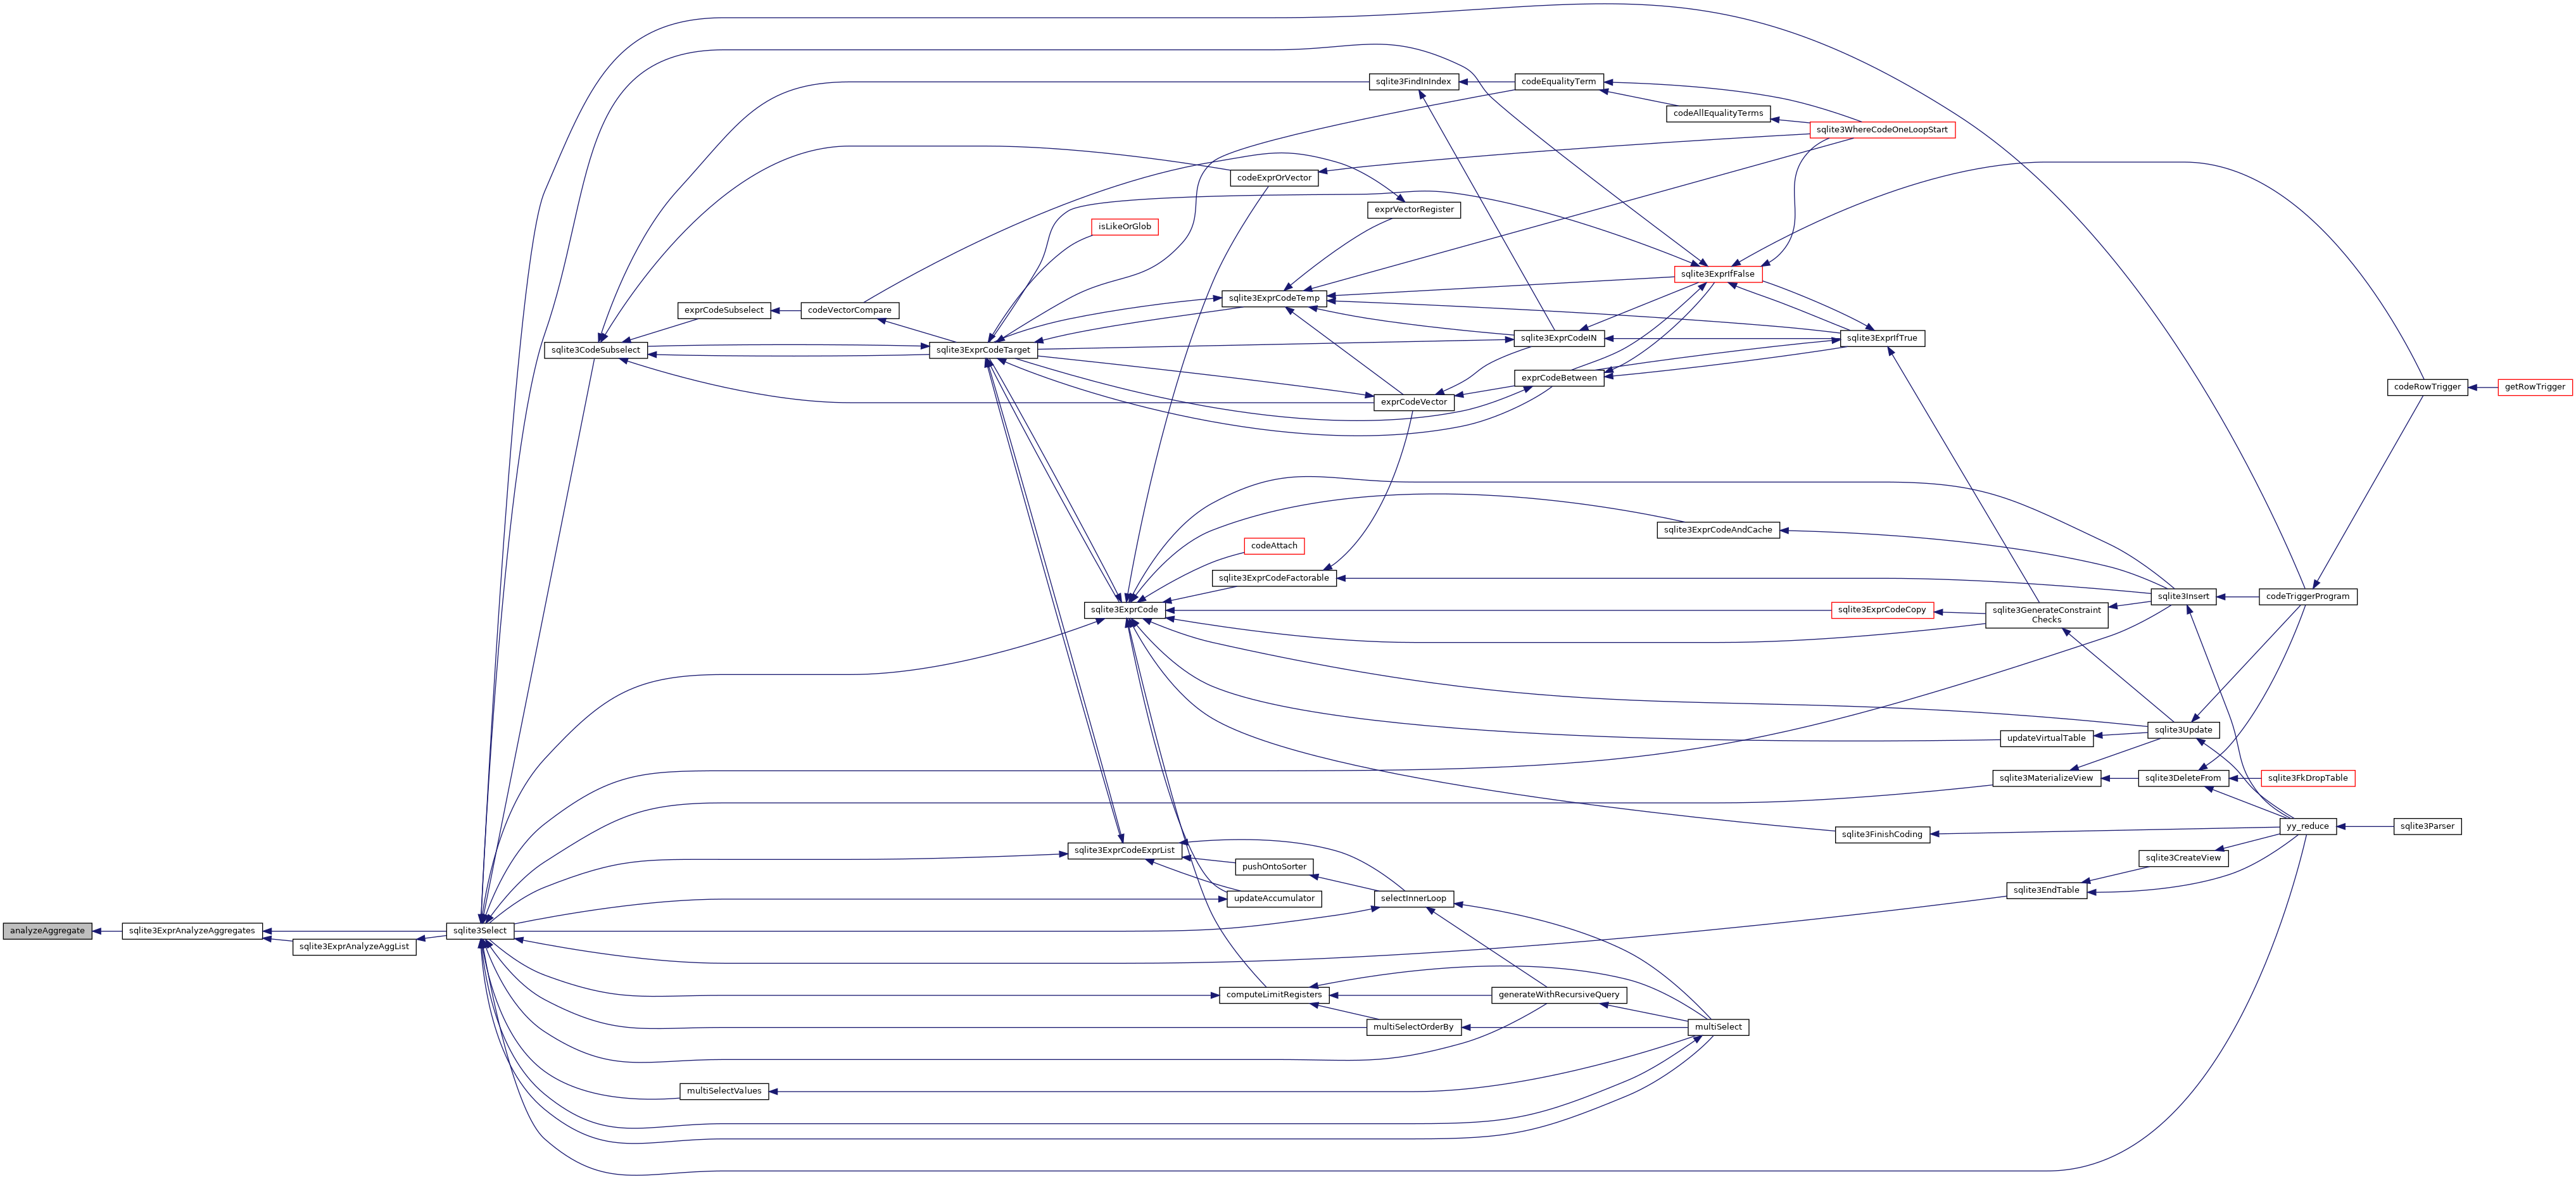 sqlite3FindInIndex
codeEqualityTerm
codeAllEqualityTerms
sqlite3WhereCodeOneLoopStart
codeExprOrVector
exprVectorRegister
isLikeOrGlob
sqlite3ExprIfFalse
sqlite3ExprCodeTemp
exprCodeSubselect
codeVectorCompare
sqlite3ExprCodeIN
sqlite3ExprIfTrue
sqlite3CodeSubselect
sqlite3ExprCodeTarget
exprCodeBetween
codeRowTrigger
getRowTrigger
exprCodeVector
sqlite3ExprCodeAndCache
codeAttach
sqlite3ExprCodeFactorable
sqlite3Insert
codeTriggerProgram
sqlite3ExprCode
sqlite3ExprCodeCopy
sqlite3GenerateConstraint
Checks
sqlite3Update
updateVirtualTable
sqlite3MaterializeView
sqlite3DeleteFrom
sqlite3FkDropTable
yy_reduce
sqlite3Parser
sqlite3FinishCoding
sqlite3ExprCodeExprList
sqlite3CreateView
pushOntoSorter
sqlite3EndTable
updateAccumulator
selectInnerLoop
analyzeAggregate
sqlite3ExprAnalyzeAggregates
sqlite3Select
sqlite3ExprAnalyzeAggList
computeLimitRegisters
generateWithRecursiveQuery
multiSelectOrderBy
multiSelect
multiSelectValues